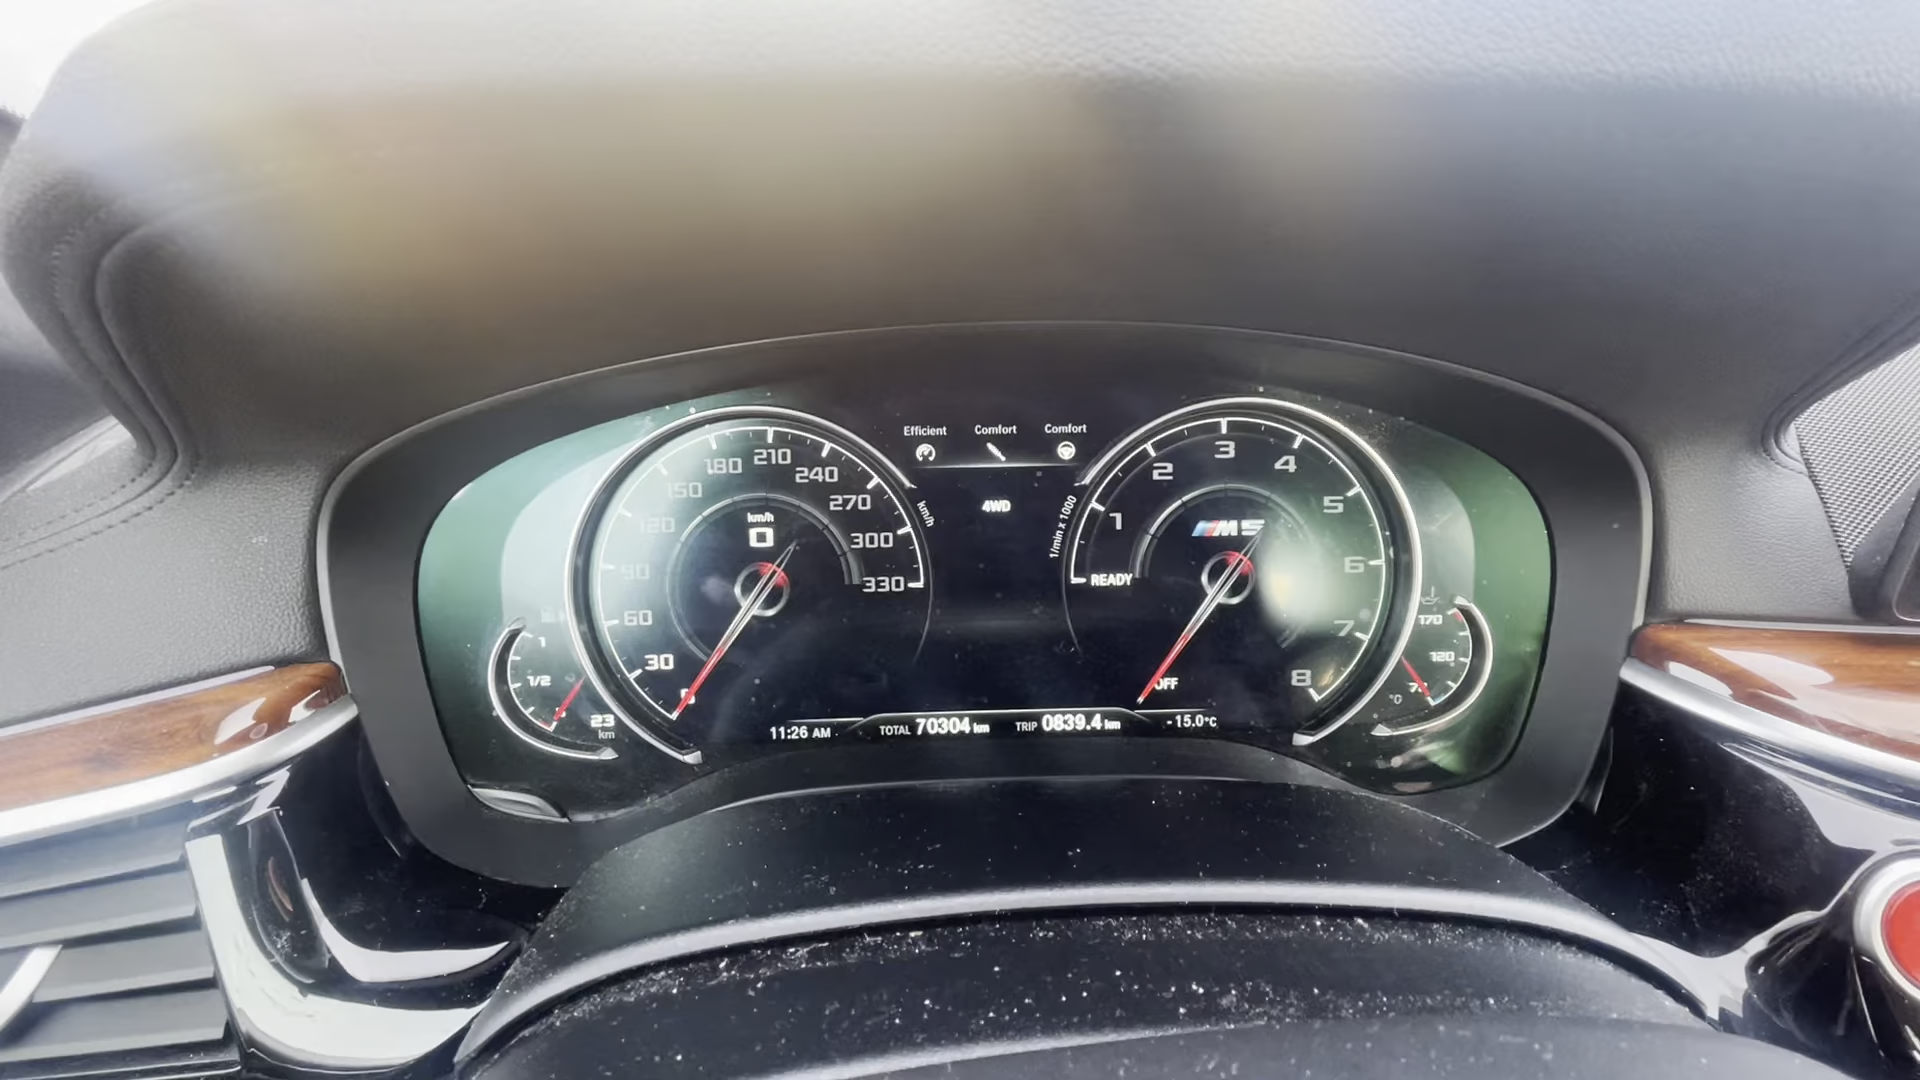 Efficient Comfort Comfort
4WD
km/h
0
0
30
60
90
120
150
180
210
240
270
300
330
km/h
1/2
1
23
km
M5
1/min x 1000
READY
OFF
1
2
3
4
5
6
7
8
170
120
11:26 AM
TOTAL 70304 km
TRIP 0839.4 km
-15.0°C